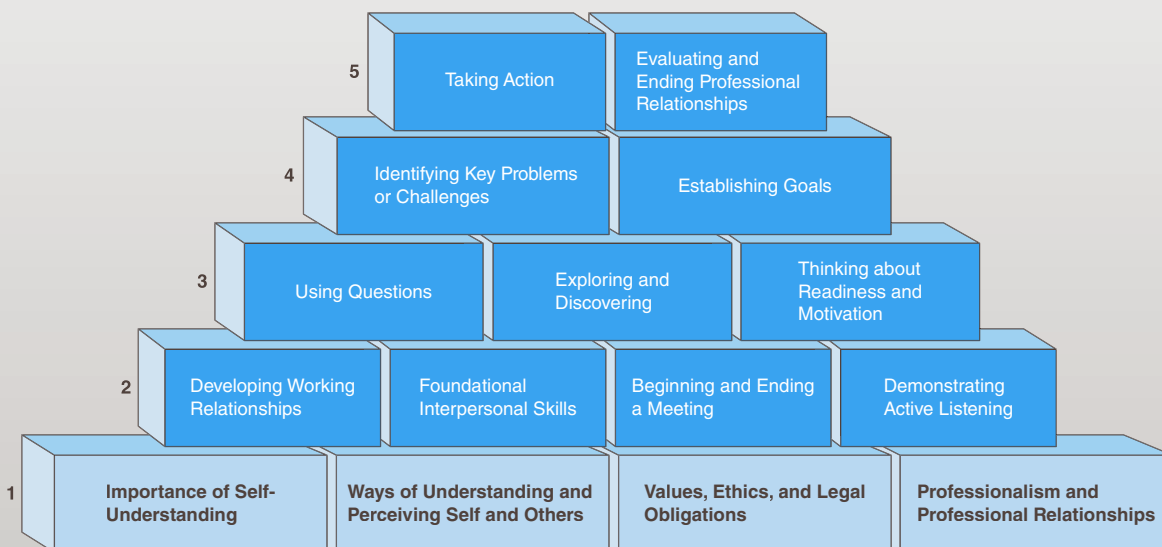 5
Taking Action
Evaluating and
Ending Professional
Relationships
4
Identifying Key Problems
or Challenges
Establishing Goals
3
Using Questions
Exploring and
Discovering
Thinking about
Readiness and
Motivation
2
Developing Working
Relationships
Foundational
Interpersonal Skills
Beginning and Ending
a Meeting
Demonstrating
Active Listening
1
Importance of Self-
Understanding
Ways of Understanding and
Perceiving Self and Others
Values, Ethics, and Legal
Obligations
Professionalism and
Professional Relationships